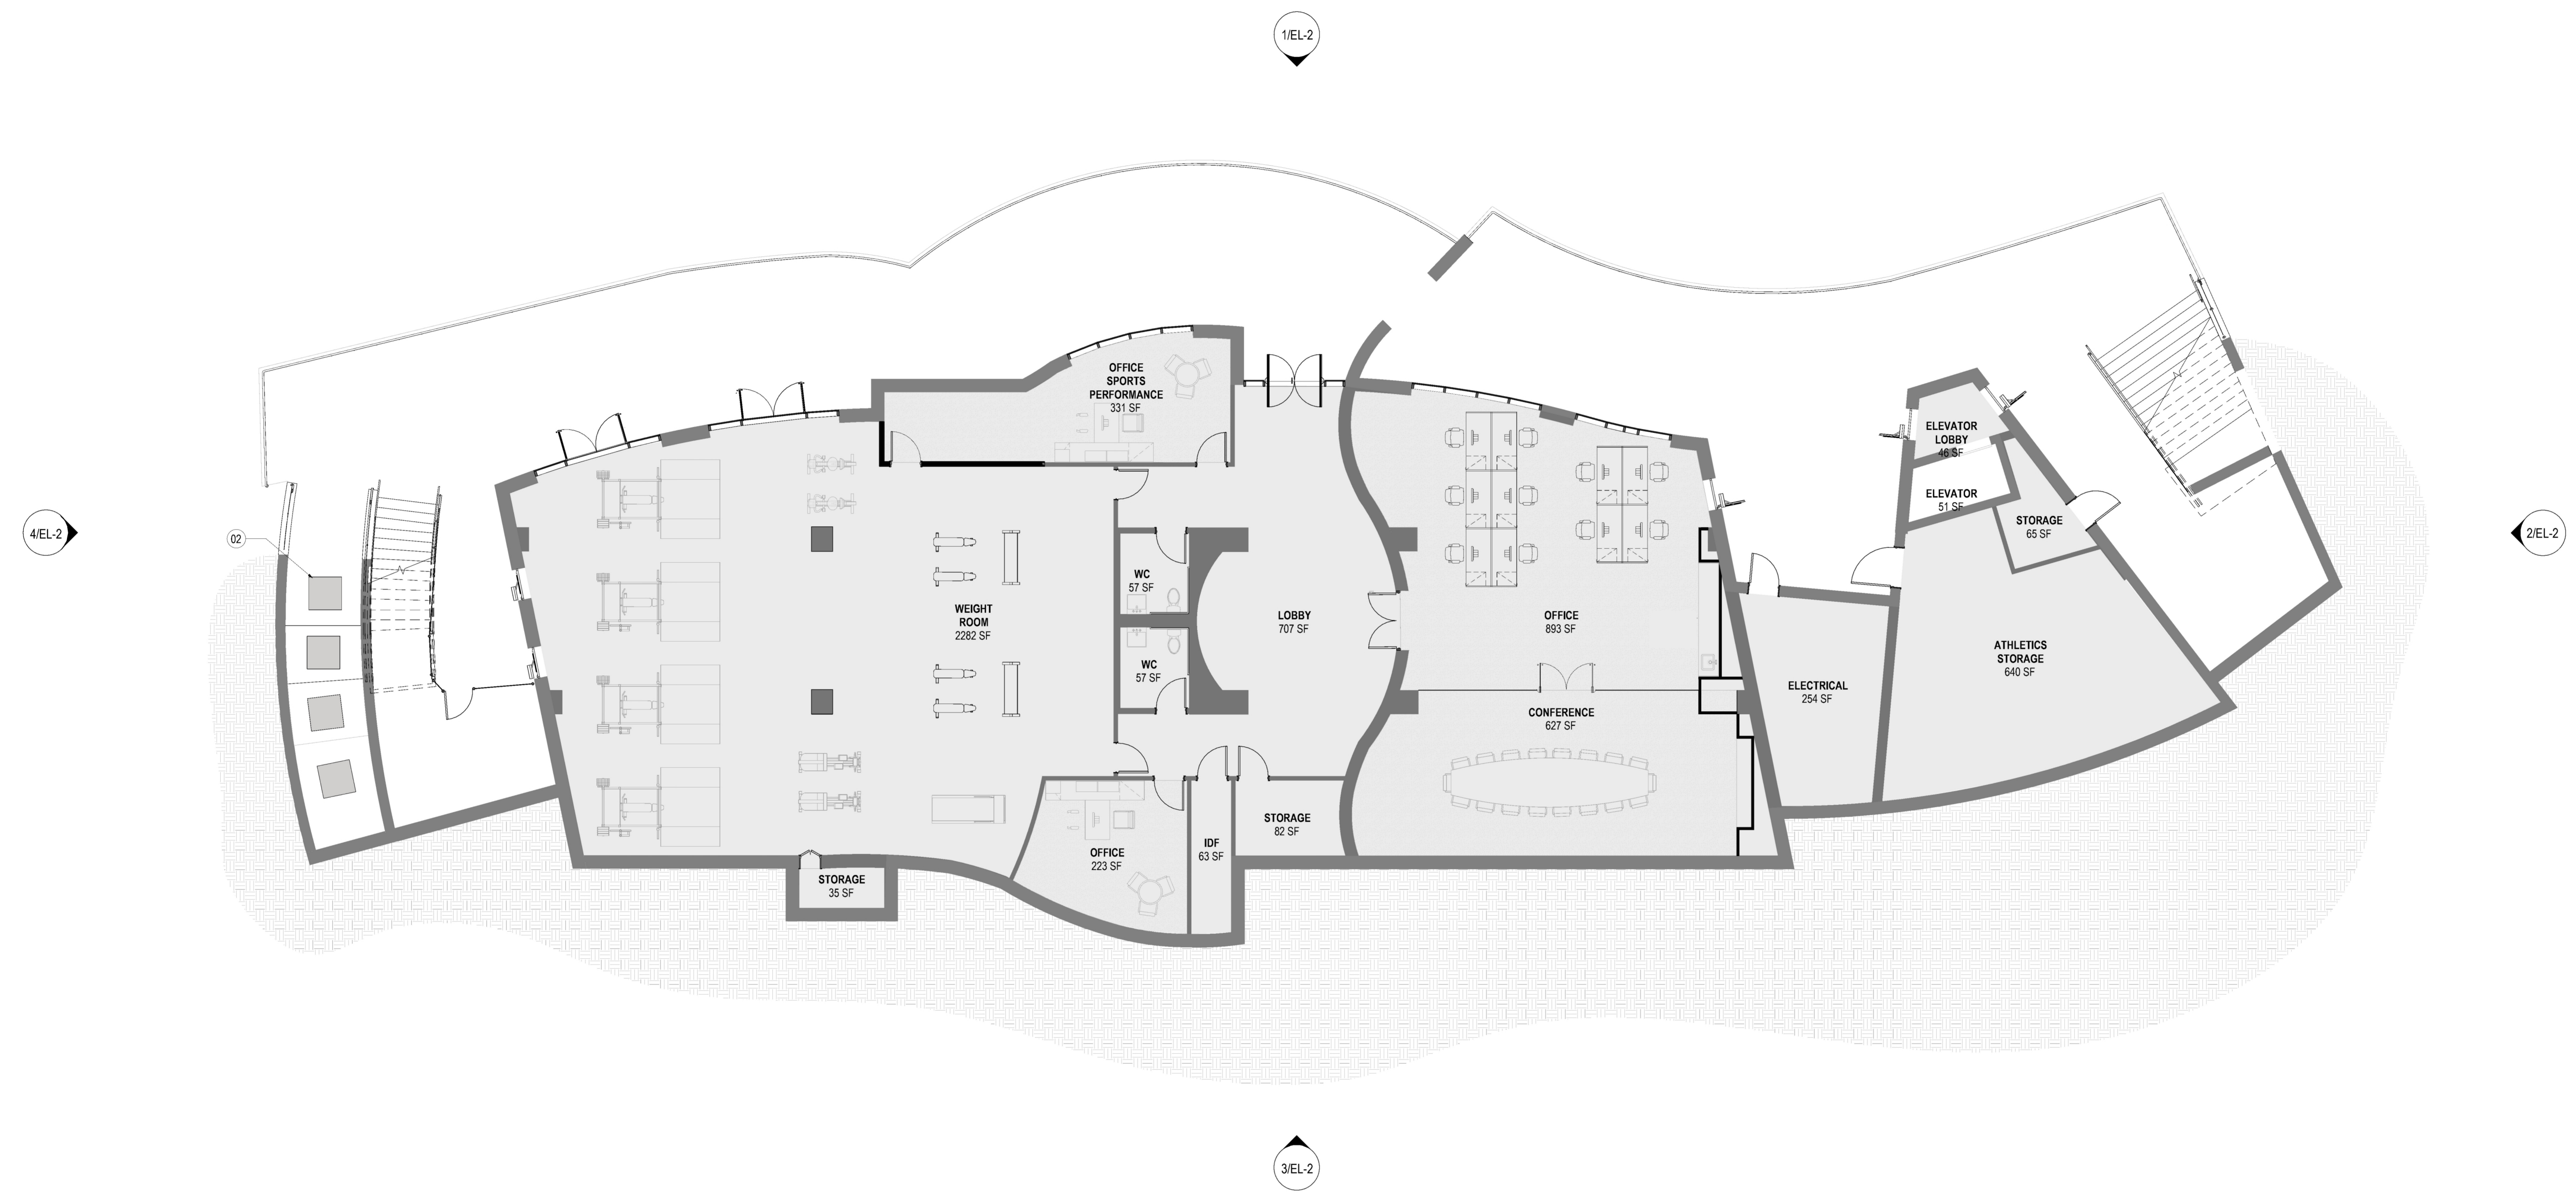 1/EL-2
OFFICE
SPORTS
PERFORMANCE
331 SF
ELEVATOR
LOBBY
46 SF
ELEVATOR
51 SF
STORAGE
65 SF
4/EL-2
02
2/EL-2
WC
57 SF
WEIGHT
ROOM
2282 SF
LOBBY
707 SF
OFFICE
893 SF
WC
57 SF
ATHLETICS
STORAGE
640 SF
ELECTRICAL
254 SF
CONFERENCE
627 SF
STORAGE
82 SF
IDF
63 SF
OFFICE
223 SF
STORAGE
35 SF
3/EL-2